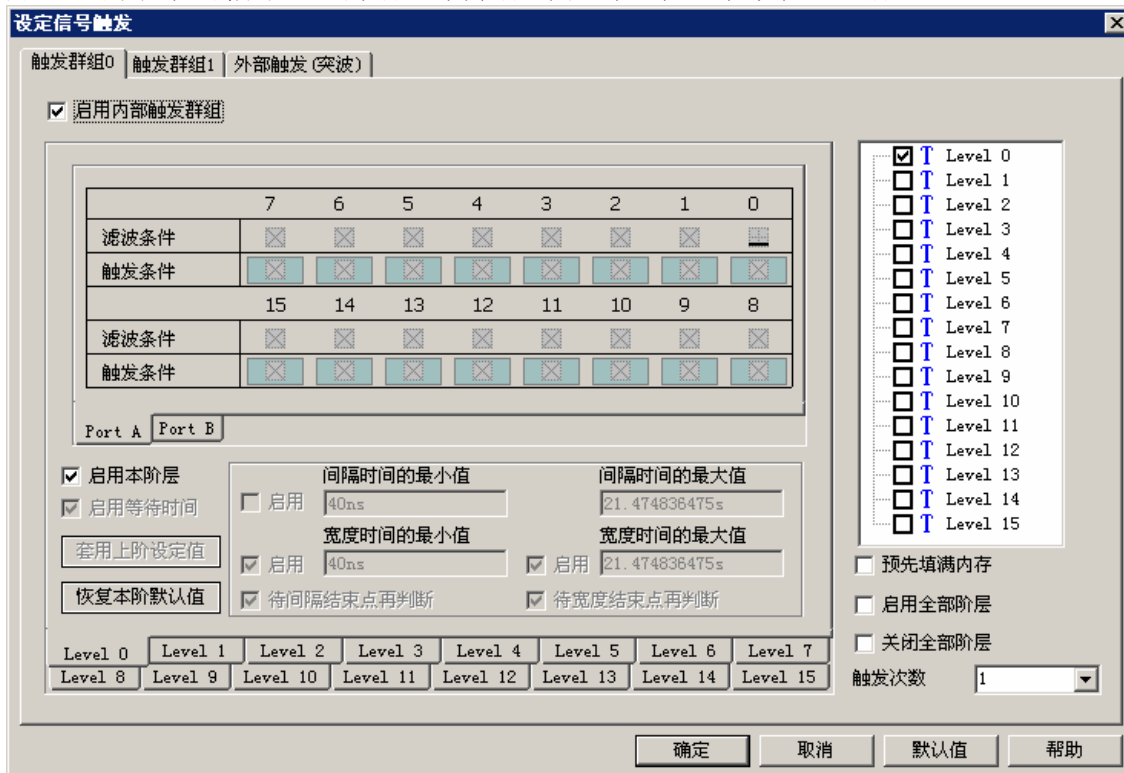 设定信号触发
触发群组0 触发群组1 外部触发(突波)
启用内部触发群组
7 6 5 4 3 2 1 0
滤波条件
触发条件
15 14 13 12 11 10 9 8
滤波条件
触发条件
Port A Port B
启用本阶层
启用等待时间
套用上阶设定值
恢复本阶默认值
间隔时间的最小值 间隔时间的最大值
启用 40ns 21.474836475s
宽度时间的最小值 宽度时间的最大值
启用 40ns 启用 21.474836475s
待间隔结束点再判断 待宽度结束点再判断
Level 0 Level 1 Level 2 Level 3 Level 4 Level 5 Level 6 Level 7
Level 8 Level 9 Level 10 Level 11 Level 12 Level 13 Level 14 Level 15
T Level 0
T Level 1
T Level 2
T Level 3
T Level 4
T Level 5
T Level 6
T Level 7
T Level 8
T Level 9
T Level 10
T Level 11
T Level 12
T Level 13
T Level 14
T Level 15
预先填满内存
启用全部阶层
关闭全部阶层
触发次数 1
确定 取消 默认值 帮助